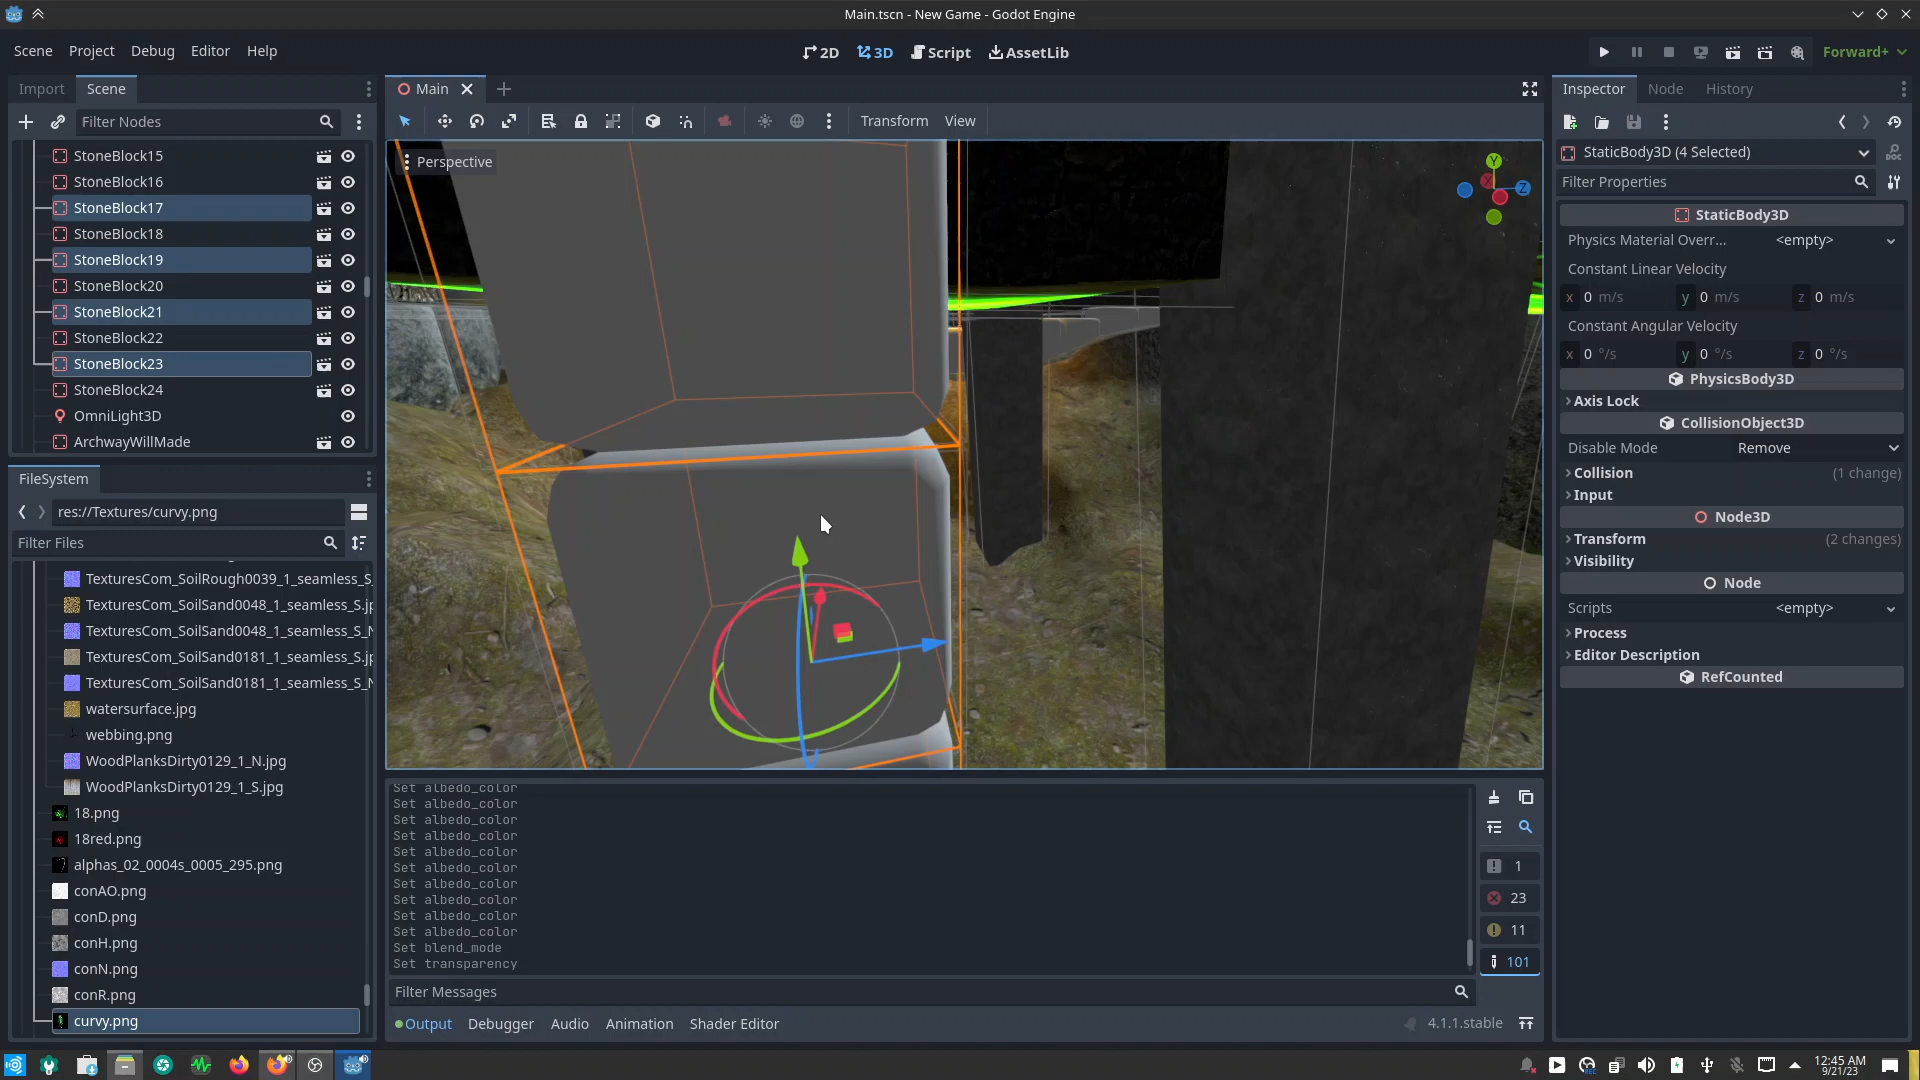 Main.tscn - New Game - Godot Engine
Scene Project Debug Editor Help
2D 3D Script AssetLib
Forward+
Import Scene
Filter Nodes
StoneBlock15
StoneBlock16
StoneBlock17
StoneBlock18
StoneBlock19
StoneBlock20
StoneBlock21
StoneBlock22
StoneBlock23
StoneBlock24
OmniLight3D
ArchwayWillMade
FileSystem
res://Textures/curvy.png
Filter Files
TexturesCom_SoilRough0039_1_seamless_S_
TexturesCom_SoilSand0048_1_seamless_S.jp
TexturesCom_SoilSand0048_1_seamless_S_N
TexturesCom_SoilSand0181_1_seamless_S.jp
TexturesCom_SoilSand0181_1_seamless_S_N
watersurface.jpg
webbing.png
WoodPlanksDirty0129_1_N.jpg
WoodPlanksDirty0129_1_S.jpg
18.png
18red.png
alphas_02_0004s_0005_295.png
conAO.png
conD.png
conH.png
conN.png
conR.png
curvy.png
Main
Transform View
Perspective
Y
X
Z
Set albedo_color
Set albedo_color
Set albedo_color
Set albedo_color
Set albedo_color
Set albedo_color
Set albedo_color
Set albedo_color
Set albedo_color
Set albedo_color
Set blend_mode
Set transparency
1
23
11
101
Filter Messages
Output Debugger Audio Animation Shader Editor
4.1.1.stable
Inspector Node History
StaticBody3D (4 Selected)
Filter Properties
StaticBody3D
Physics Material Overr... <empty>
Constant Linear Velocity
x 0 m/s y 0 m/s z 0 m/s
Constant Angular Velocity
x 0 °/s y 0 °/s z 0 °/s
PhysicsBody3D
Axis Lock
CollisionObject3D
Disable Mode Remove
Collision (1 change)
Input
Node3D
Transform (2 changes)
Visibility
Node
Scripts <empty>
Process
Editor Description
RefCounted
12:45 AM
9/21/23